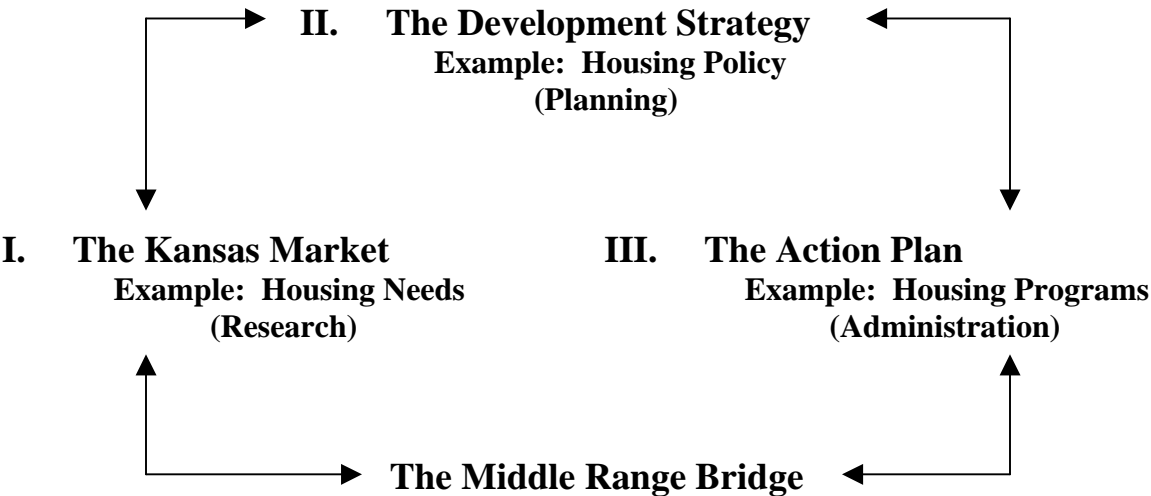 II. The Development Strategy
Example: Housing Policy
(Planning)
I. The Kansas Market
Example: Housing Needs
(Research)
III. The Action Plan
Example: Housing Programs
(Administration)
The Middle Range Bridge